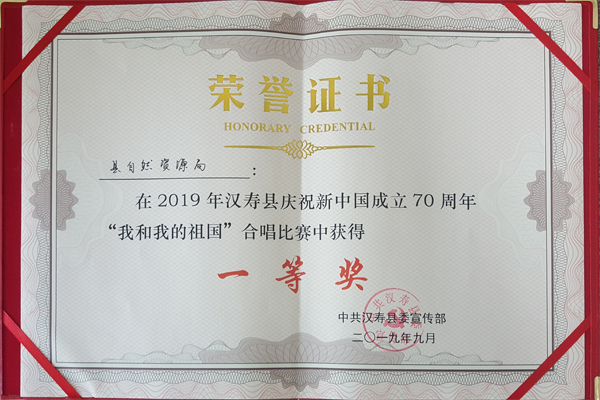 荣誉证书
HONORARY CREDENTIAL
县自然资源局：
在2019年汉寿县庆祝新中国成立70周年
“我和我的祖国”合唱比赛中获得
一等奖
中共汉寿县委宣传部
二〇一九年九月